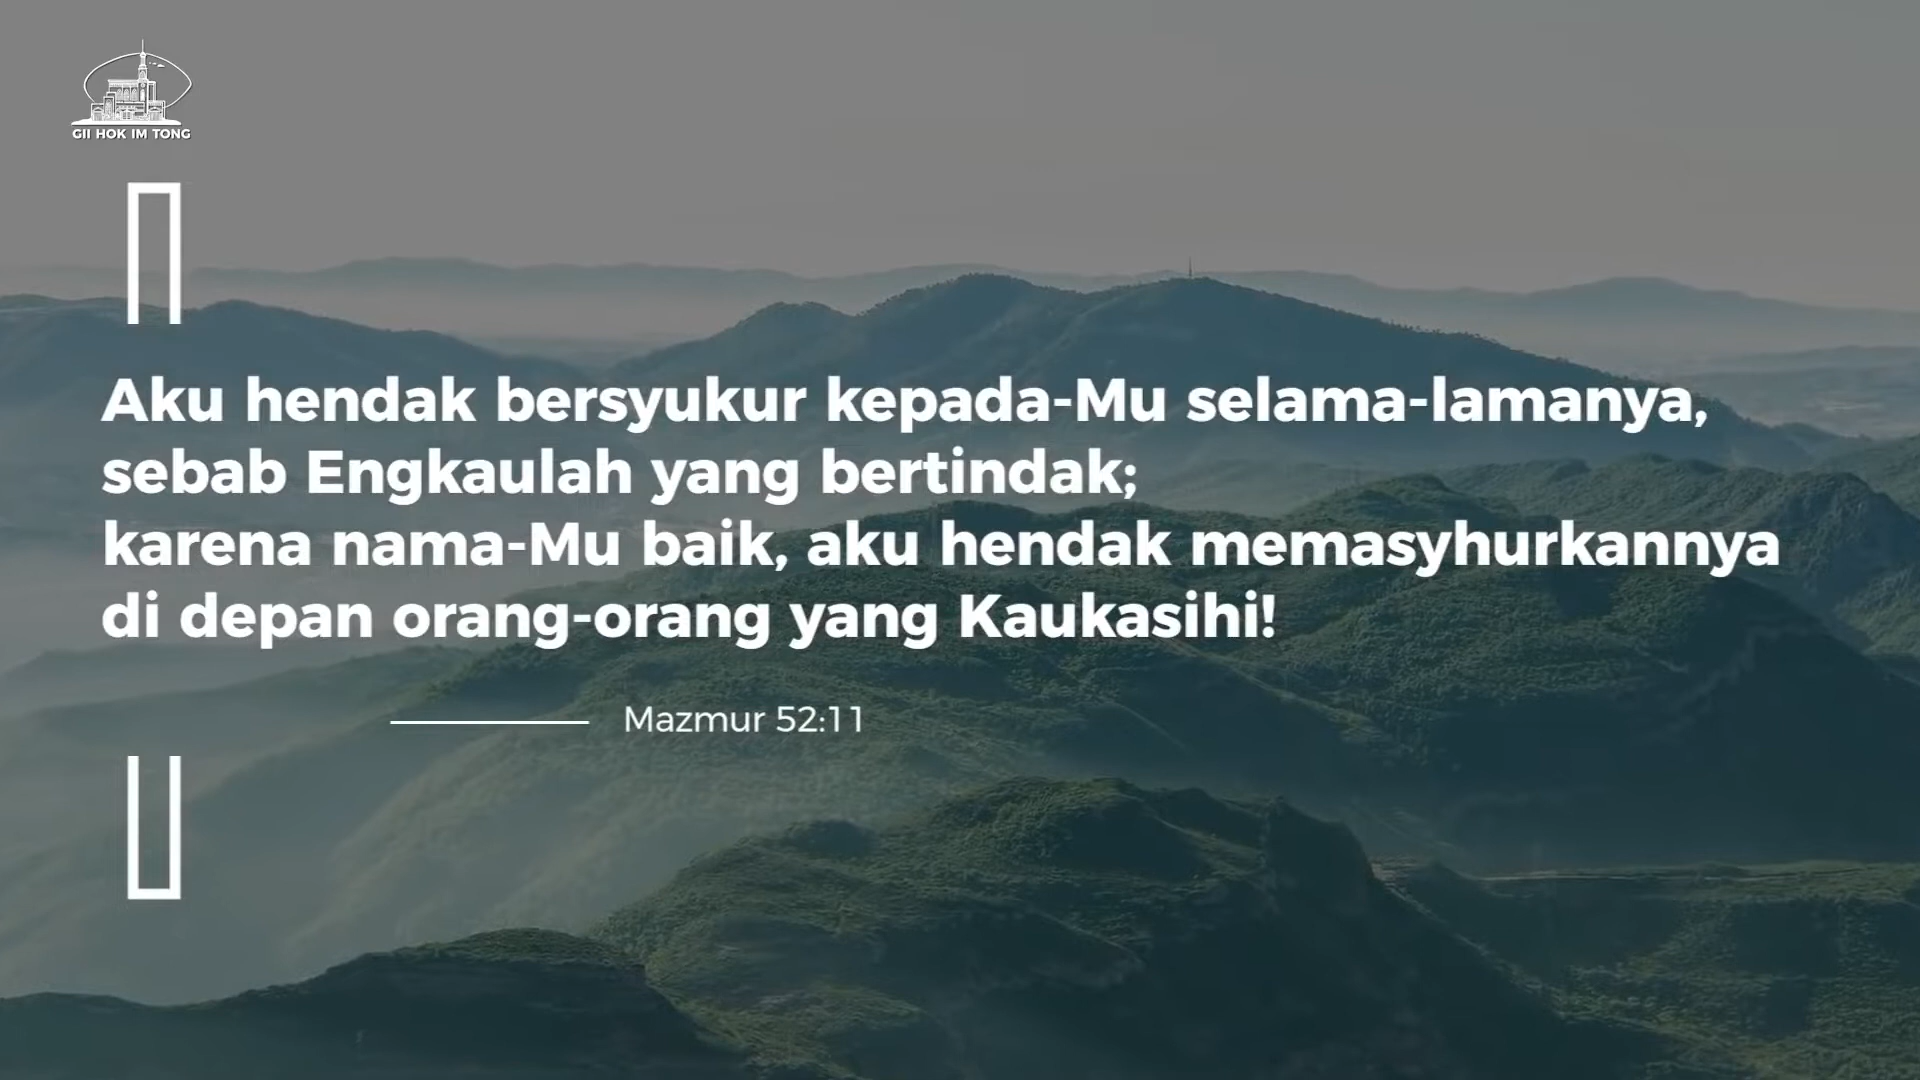 GII HOK IM TONG
Aku hendak bersyukur kepada-Mu selama-lamanya,
sebab Engkaulah yang bertindak;
karena nama-Mu baik, aku hendak memasyhurkannya
di depan orang-orang yang Kaukasihi!
Mazmur 52:11